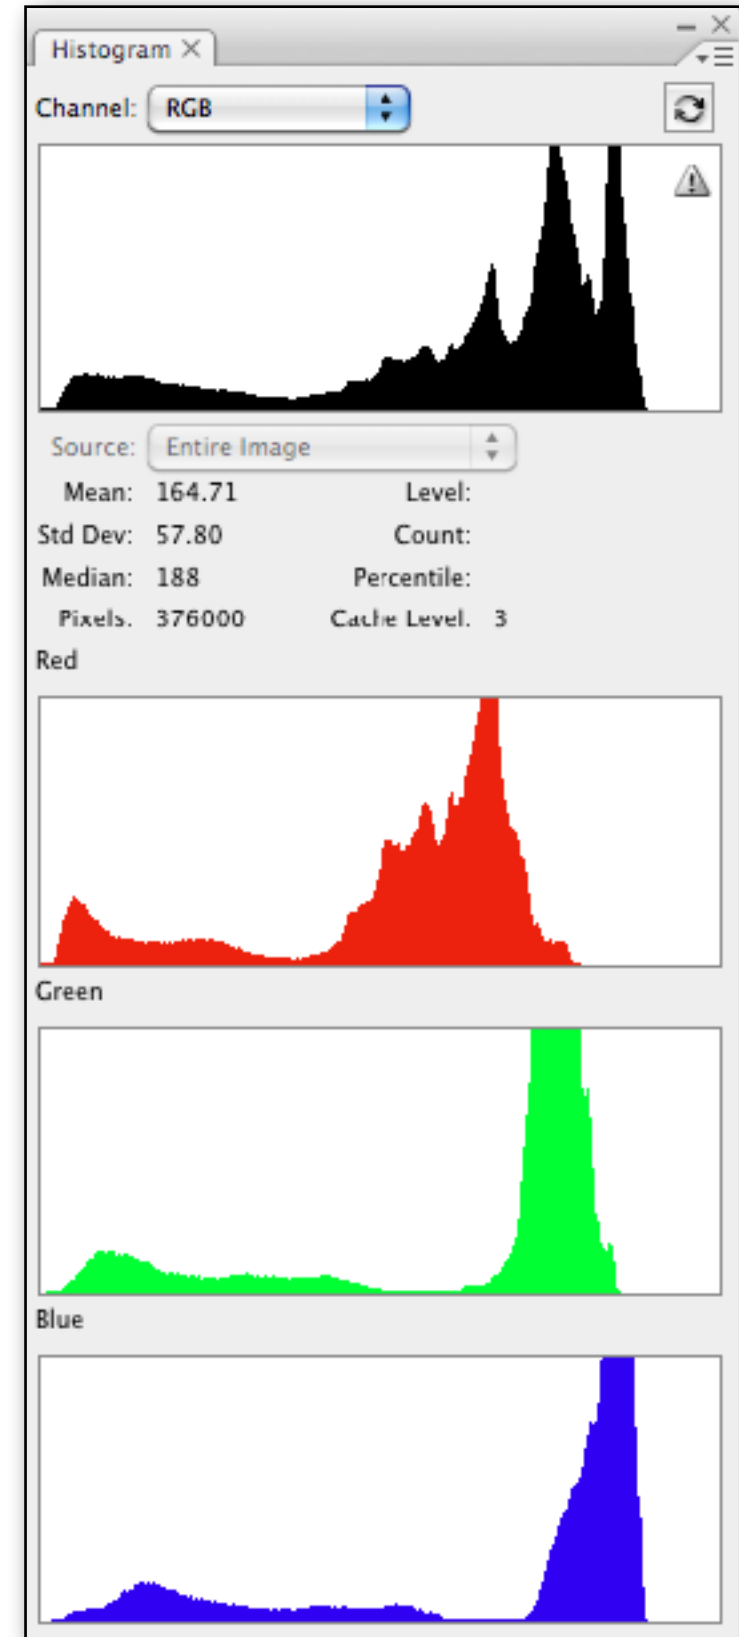 Histogram
Channel: RGB
Source: Entire Image
Mean: 164.71 Level:
Std Dev: 57.80 Count:
Median: 188 Percentile:
Pixels: 376000 Cache Level: 3
Red
Green
Blue